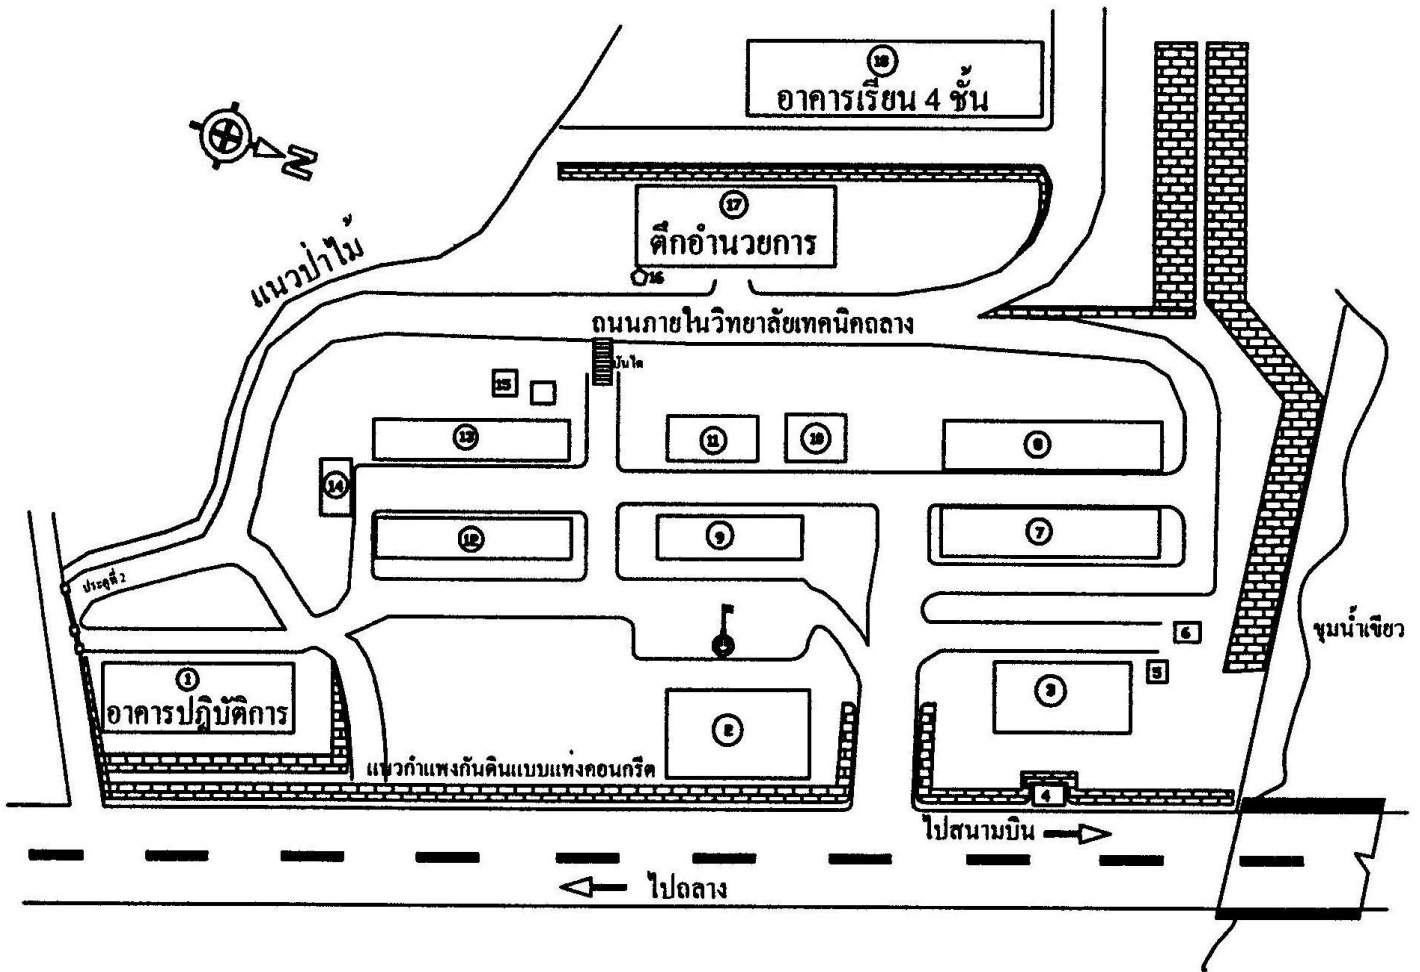 18
อาคารเรียน 4 ชั้น
N
17
ตึกอำนวยการ
16
แนวป่าไม้
ถนนภายในวิทยาลัยเทคนิคถลาง
บันได
15
13
11
10
8
14
12
9
7
ประตูที่ 2
6
ขุมน้ำเขียว
5
1
อาคารปฏิบัติการ
3
2
แนวกำแพงกันดินแบบแท่งคอนกรีต
4
ไปสนามบิน
ไปถลาง